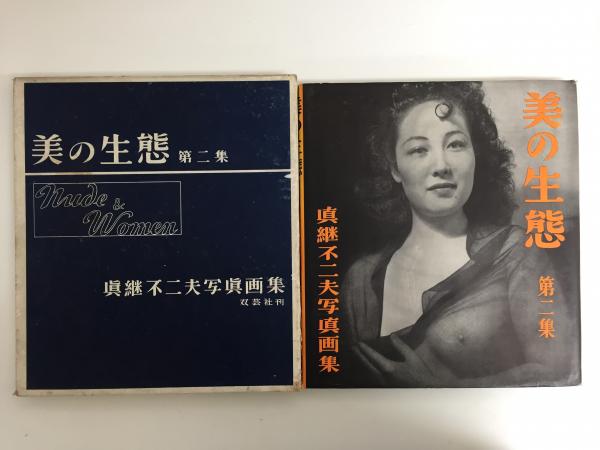 美の生態 第二集
Nude &
Women
眞継不二夫写眞画集
双芸社刊
美の生態
第二集
眞継不二夫写眞画集